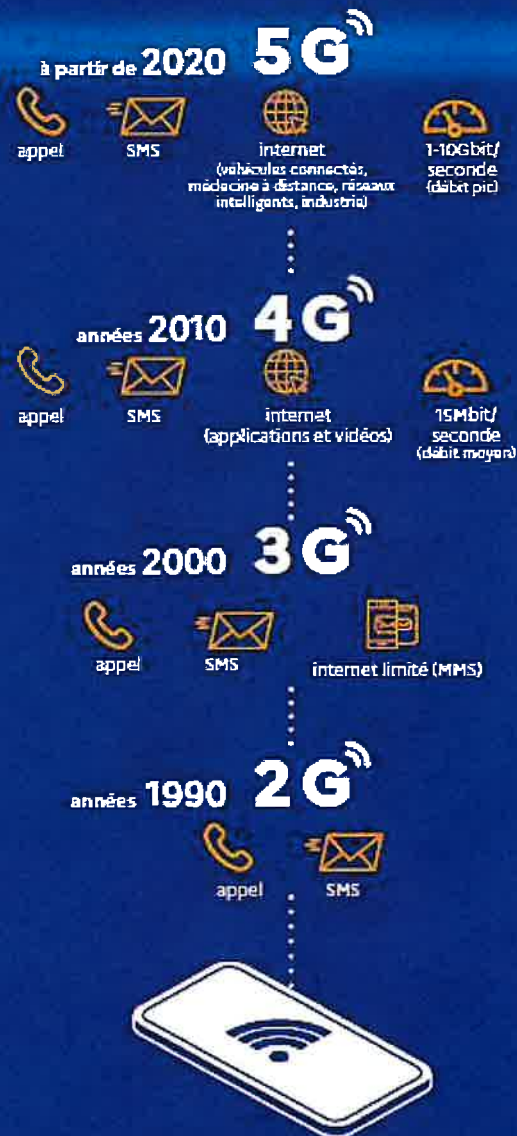 à partir de 2020 5G
appel
SMS
internet
(véhicules connectés,
médecine à distance, réseaux
intelligents, industrie)
1-10Gbit/
seconde
(débit pic)
années 2010 4G
appel
SMS
internet
(applications et vidéos)
15Mbit/
seconde
(débit moyen)
années 2000 3G
appel
SMS
internet limité (MMS)
années 1990 2G
appel
SMS